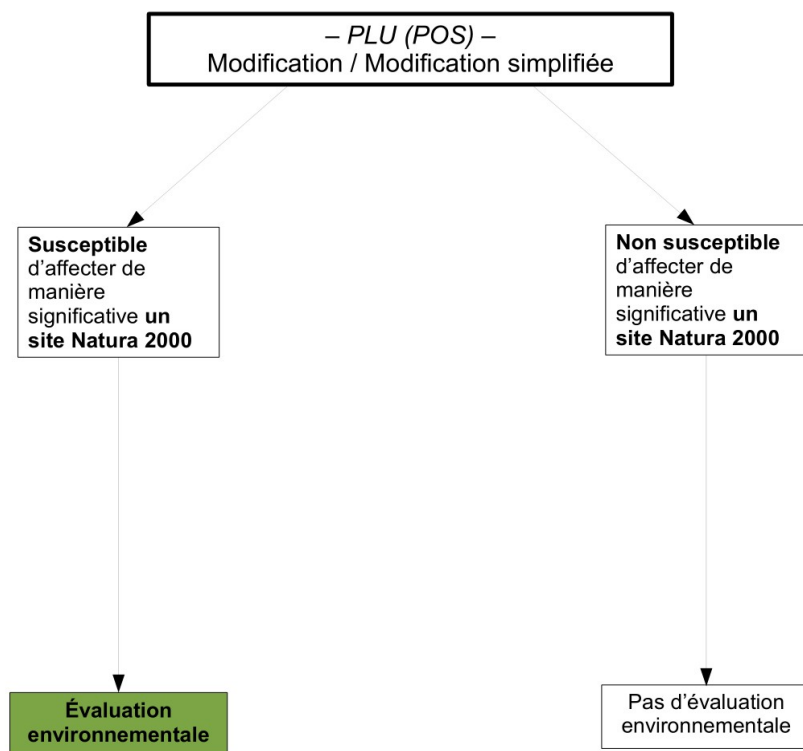 – PLU (POS) –
Modification / Modification simplifiée
Susceptible
d’affecter de
manière
significative un
site Natura 2000
Non susceptible
d’affecter de
manière
significative un
site Natura 2000
Évaluation
environnementale
Pas d’évaluation
environnementale